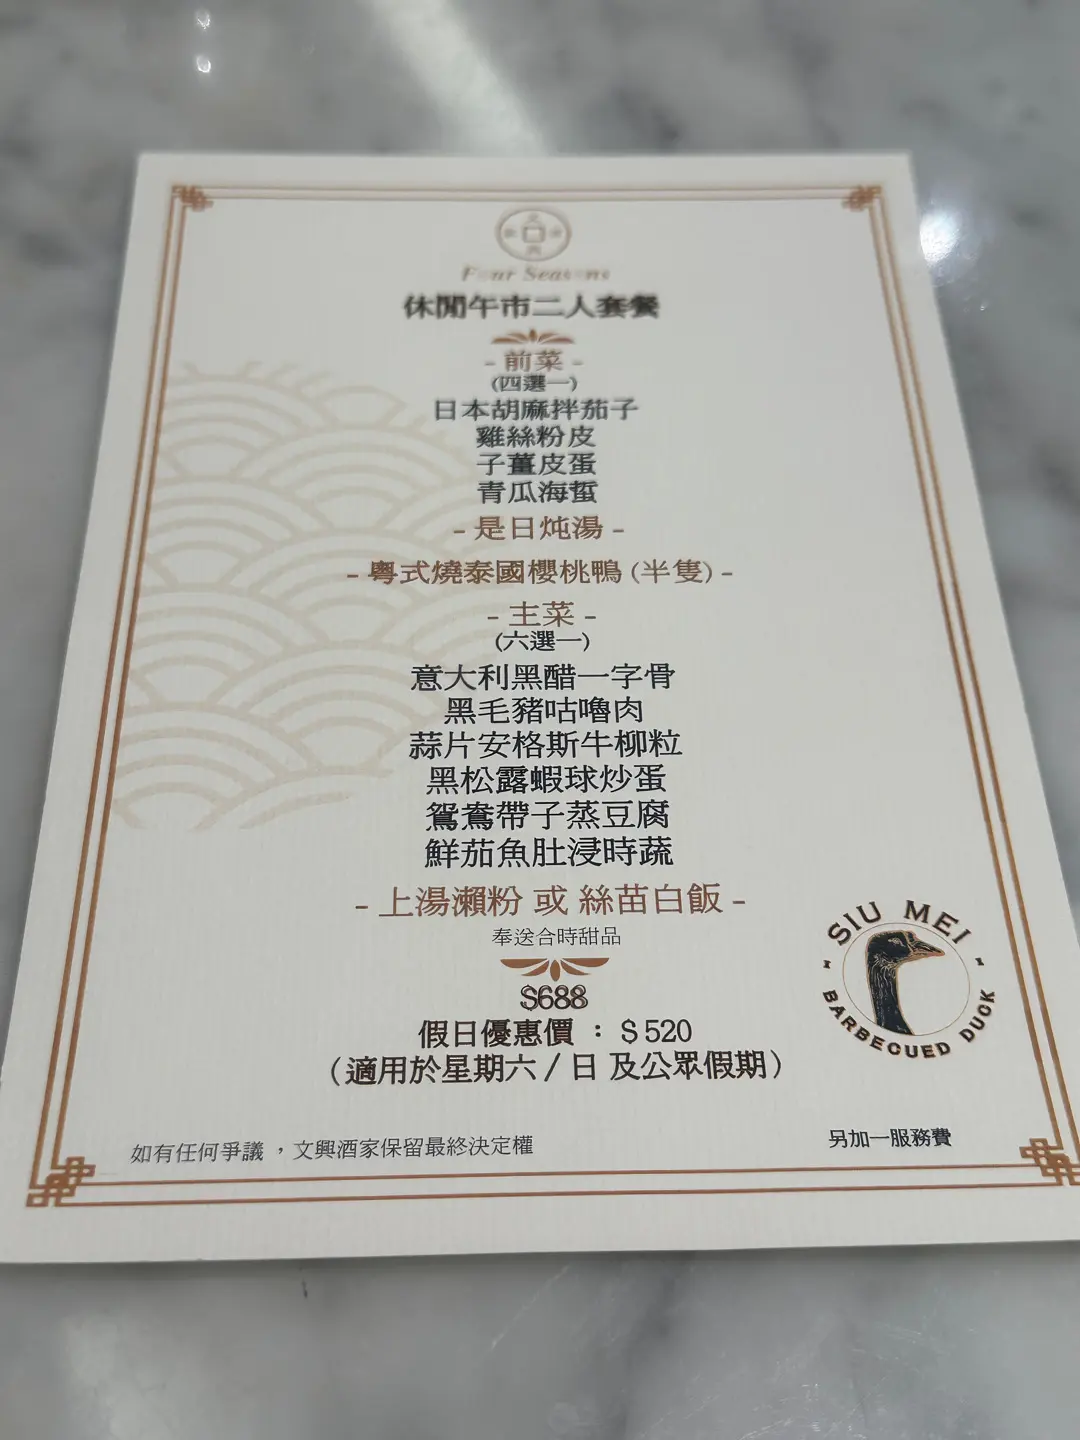 文興
Four Seasons
休閒午市二人套餐
- 前菜 -
(四選一)
日本胡麻拌茄子
雞絲粉皮
子薑皮蛋
青瓜海蜇
- 是日炖湯 -
- 粵式燒泰國櫻桃鴨 (半隻) -
- 主菜 -
(六選一)
意大利黑醋一字骨
黑毛豬咕嚕肉
蒜片安格斯牛柳粒
黑松露蝦球炒蛋
鴛鴦帶子蒸豆腐
鮮茄魚肚浸時蔬
- 上湯瀨粉 或 絲苗白飯 -
奉送合時甜品
$688
假日優惠價 : $520
(適用於星期六 / 日 及公眾假期)
SIU MEI
BARBECUED DUCK
如有任何爭議，文興酒家保留最終決定權
另加一服務費